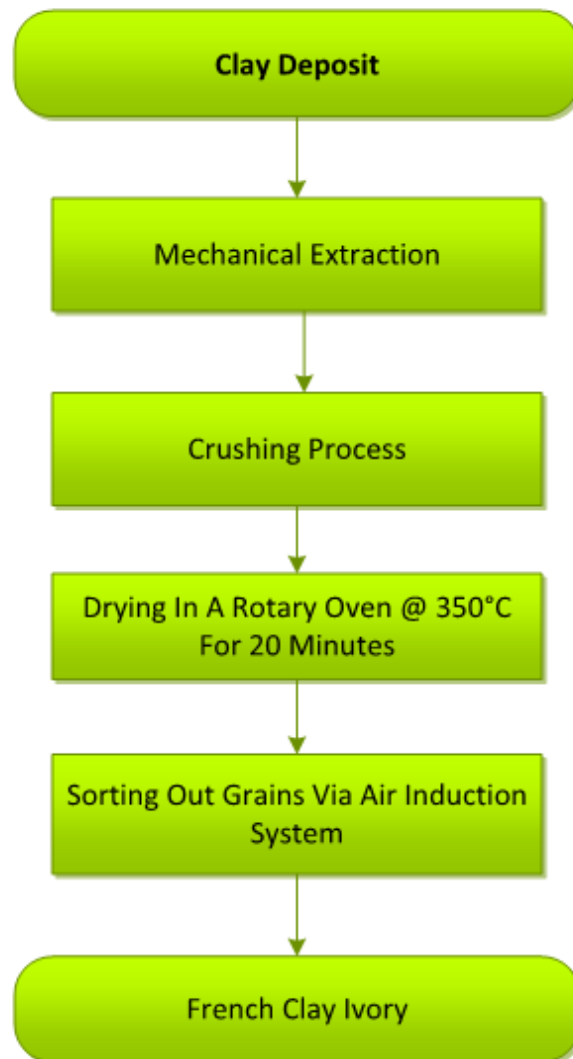 Clay Deposit
Mechanical Extraction
Crushing Process
Drying In A Rotary Oven @ 350°C
For 20 Minutes
Sorting Out Grains Via Air Induction
System
French Clay Ivory